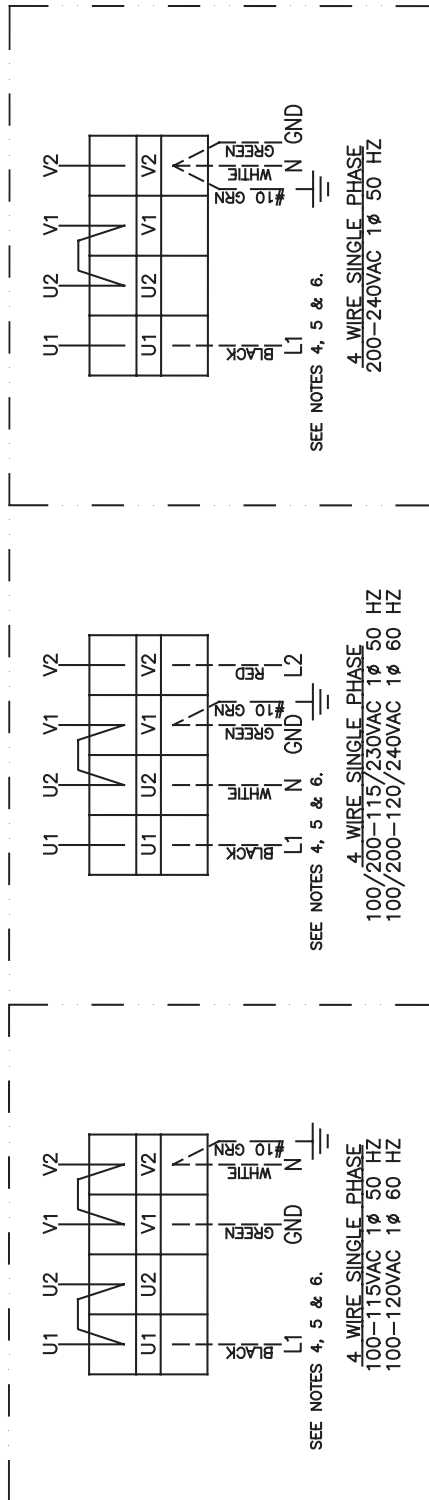 U1 U2 V1 V2
U1 U2 V1 V2
BLACK GREEN WHTIE #10 GRN
L1 GND N
SEE NOTES 4, 5 & 6.
4 WIRE SINGLE PHASE
100-115VAC 1ø 50 HZ
100-120VAC 1ø 60 HZ
U1 U2 V1 V2
U1 U2 V1 V2
BLACK WHTIE GREEN #10 GRN RED
L1 N GND L2
SEE NOTES 4, 5 & 6.
4 WIRE SINGLE PHASE
100/200-115/230VAC 1ø 50 HZ
100/200-120/240VAC 1ø 60 HZ
U1 U2 V1 V2
U1 U2 V1 V2
BLACK #10 GRN WHTIE GREEN
L1 N GND
SEE NOTES 4, 5 & 6.
4 WIRE SINGLE PHASE
200-240VAC 1ø 50 HZ